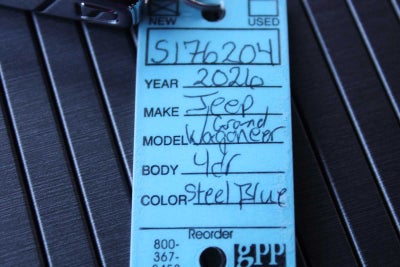 NEW USED
S176204
YEAR 2026
MAKE Jeep
Grand
MODEL Wagoneer
BODY 4dr
COLOR Steel Blue
Reorder
800-
367-
gpp